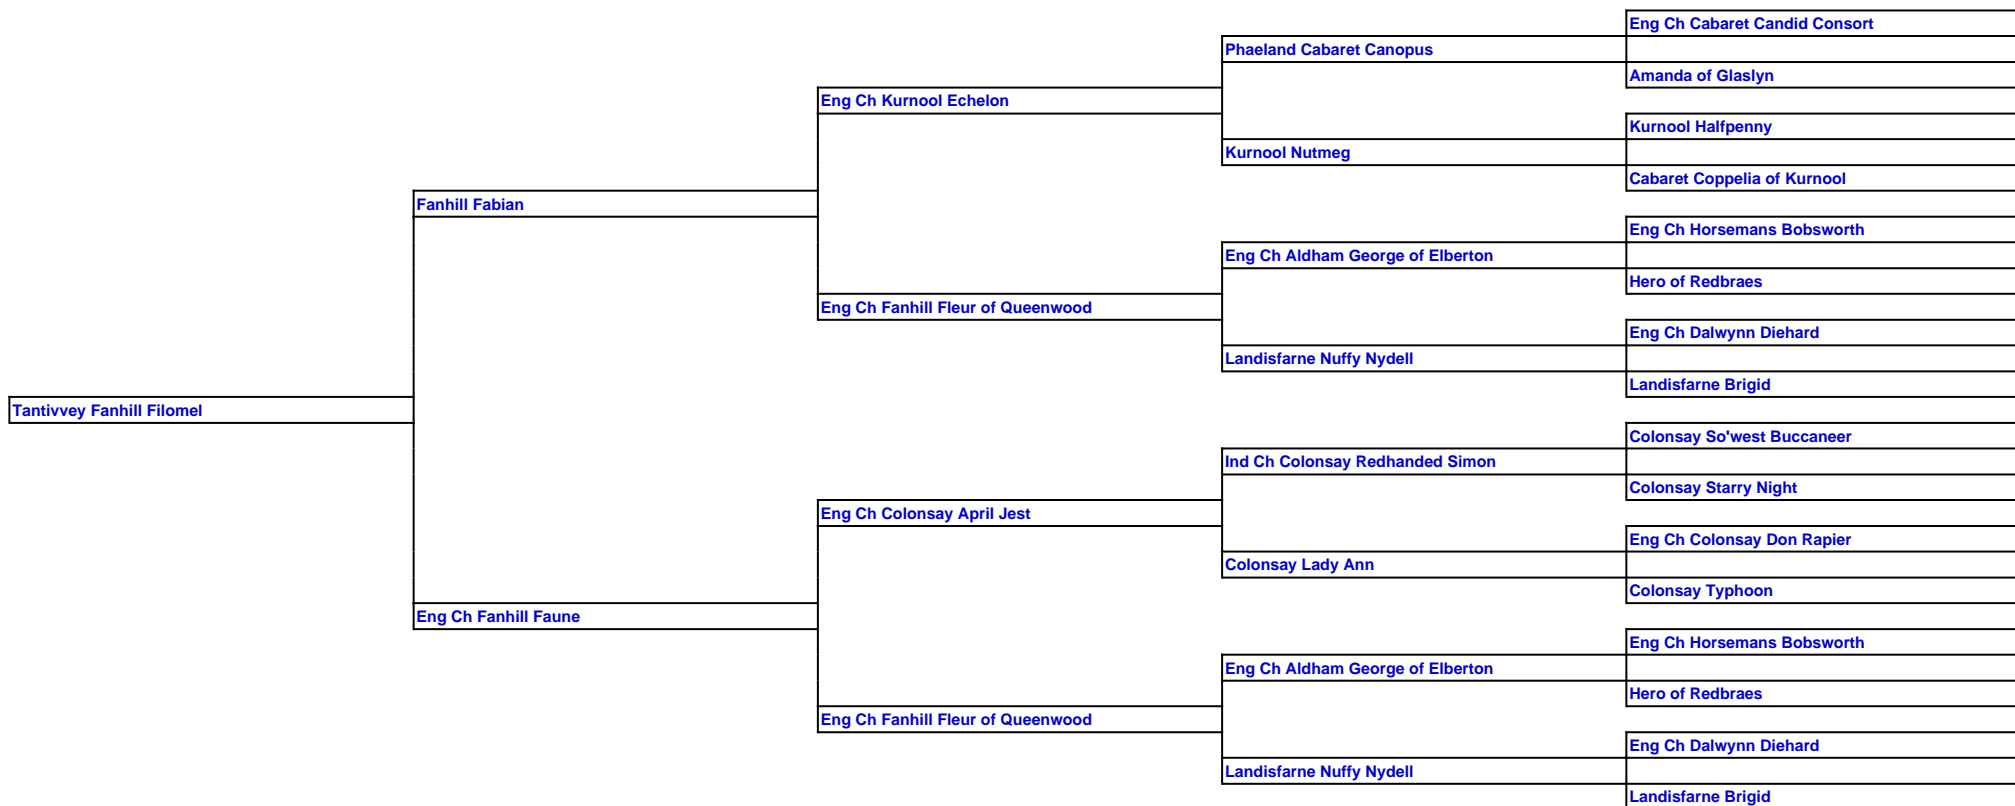 Eng Ch Cabaret Candid Consort
Phaeland Cabaret Canopus
Amanda of Glaslyn
Eng Ch Kurnool Echelon
Kurnool Halfpenny
Kurnool Nutmeg
Cabaret Coppelia of Kurnool
Fanhill Fabian
Eng Ch Horsemans Bobsworth
Eng Ch Aldham George of Elberton
Hero of Redbraes
Eng Ch Fanhill Fleur of Queenwood
Eng Ch Dalwynn Diehard
Landisfarne Nuffy Nydell
Landisfarne Brigid
Tantivvey Fanhill Filomel
Colonsay So'west Buccaneer
Ind Ch Colonsay Redhanded Simon
Colonsay Starry Night
Eng Ch Colonsay April Jest
Eng Ch Colonsay Don Rapier
Colonsay Lady Ann
Colonsay Typhoon
Eng Ch Fanhill Faune
Eng Ch Horsemans Bobsworth
Eng Ch Aldham George of Elberton
Hero of Redbraes
Eng Ch Fanhill Fleur of Queenwood
Eng Ch Dalwynn Diehard
Landisfarne Nuffy Nydell
Landisfarne Brigid